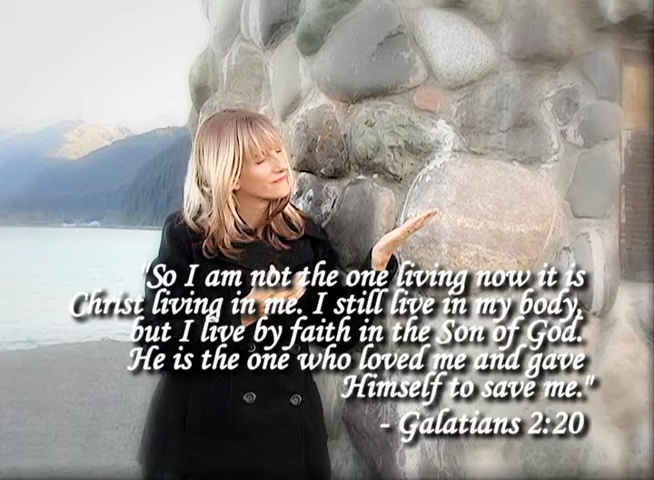 "So I am not the one living now it is
Christ living in me. I still live in my body,
but I live by faith in the Son of God.
He is the one who loved me and gave
Himself to save me."
- Galatians 2:20